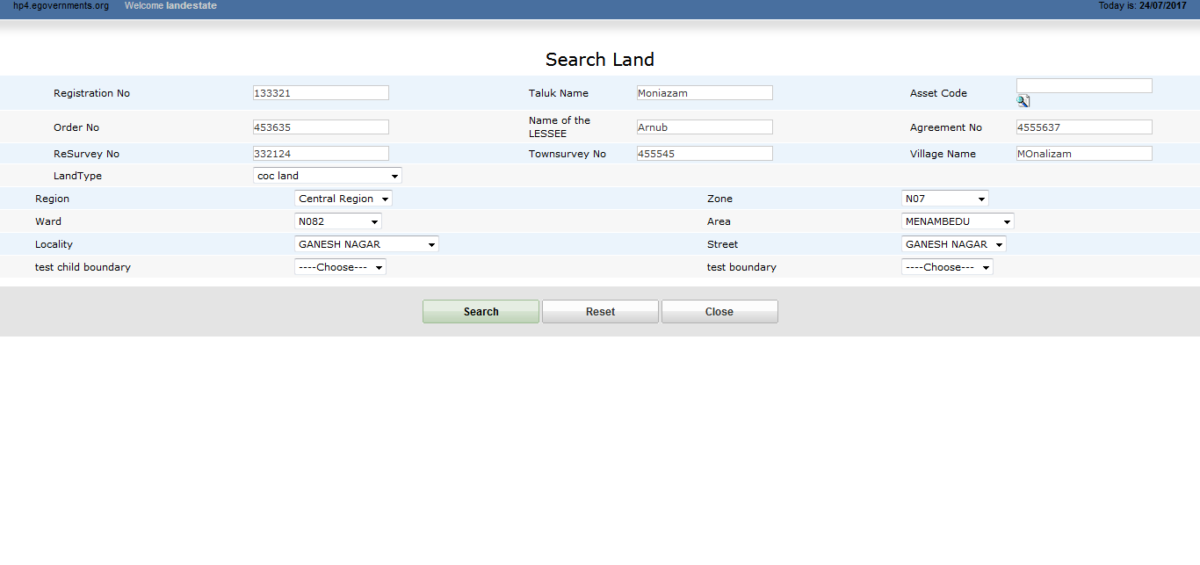 hp4.egovernments.org Welcome landestate Today is: 24/07/2017
Search Land
Registration No 133321 Taluk Name Moniazam Asset Code
Order No 453635 Name of the LESSEE Arnub Agreement No 4555637
ReSurvey No 332124 Townsurvey No 455545 Village Name MOnalizam
LandType coc land
Region Central Region Zone N07
Ward N082 Area MENAMBEDU
Locality GANESH NAGAR Street GANESH NAGAR
test child boundary ----Choose--- test boundary ----Choose---
Search Reset Close